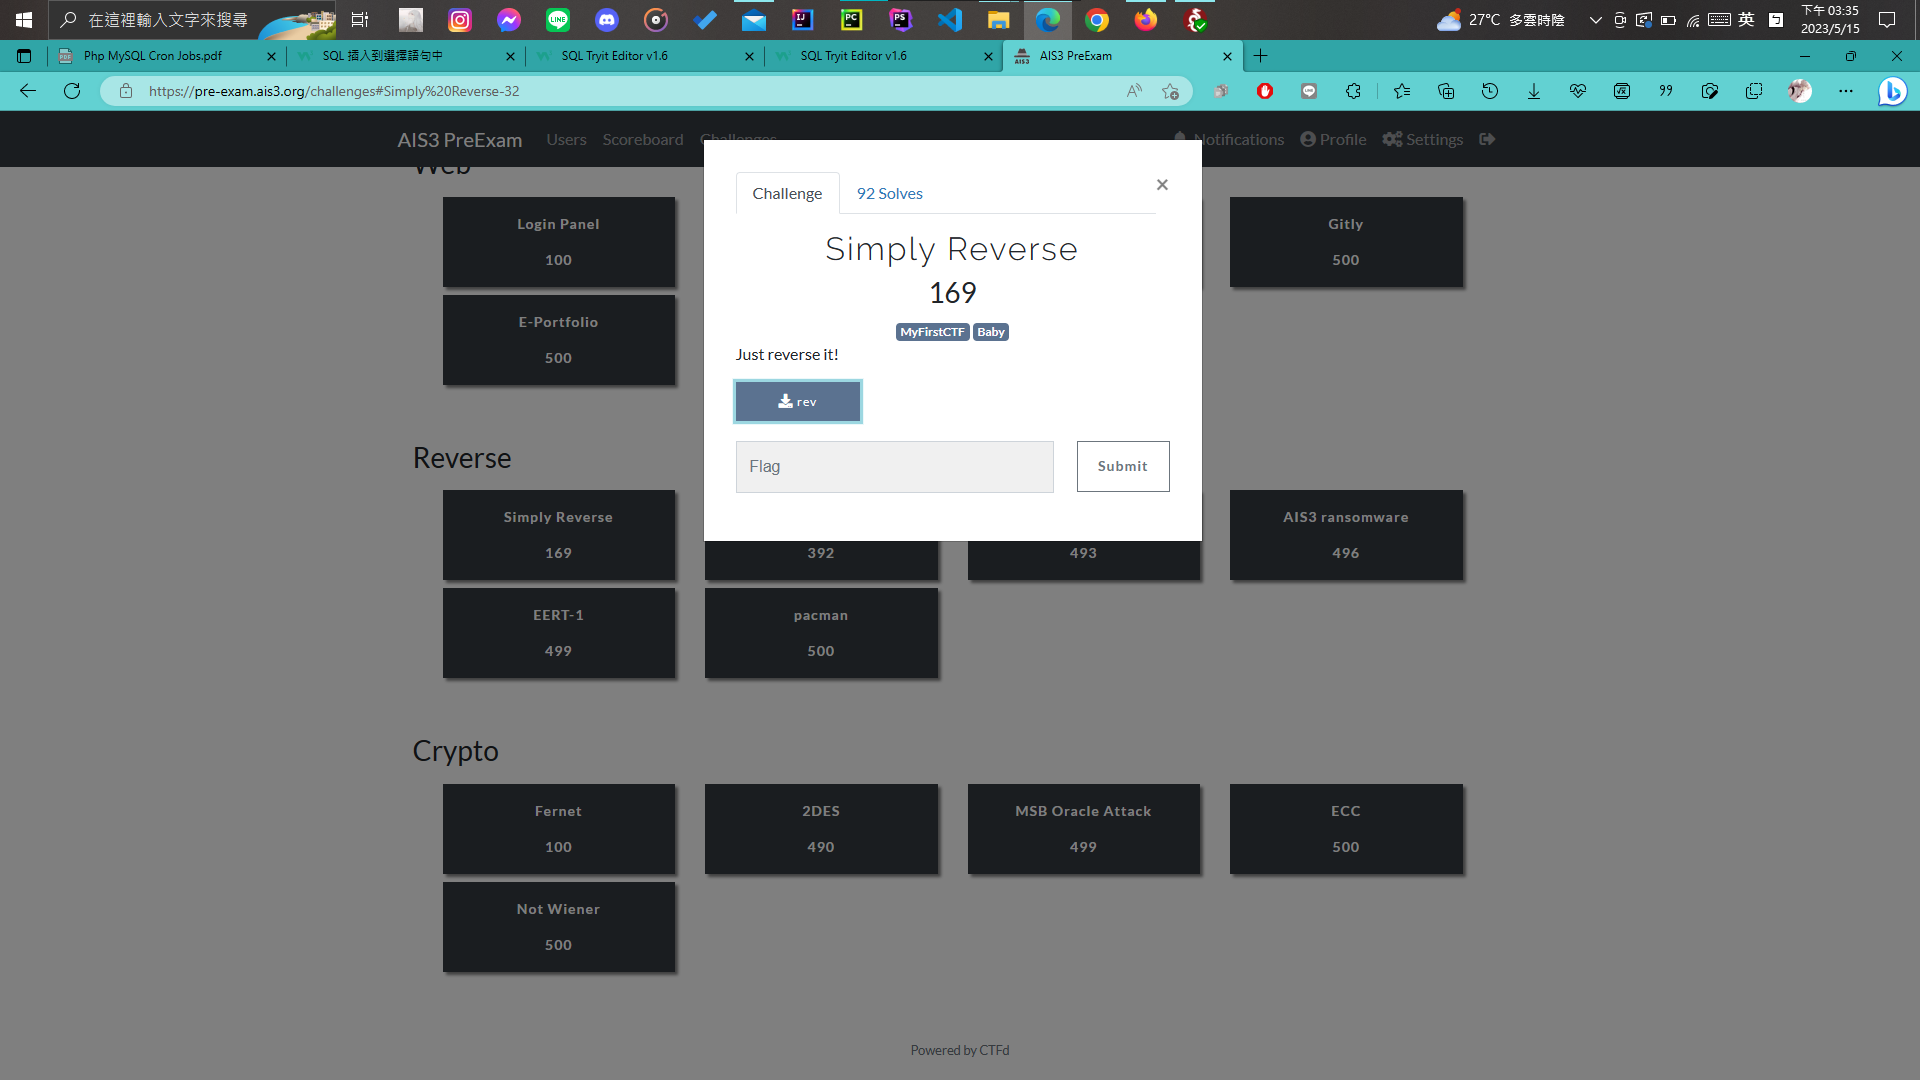 在這裡輸入文字來搜尋
27°C 多雲時陰
英
下午 03:35
2023/5/15
Php MySQL Cron Jobs.pdf
SQL 插入到選擇語句中
SQL Tryit Editor v1.6
SQL Tryit Editor v1.6
AIS3 PreExam
https://pre-exam.ais3.org/challenges#Simply%20Reverse-32
AIS3 PreExam
Users
Scoreboard
Challenges
Notifications
Profile
Settings
Web
Login Panel
100
Gitly
500
E-Portfolio
500
Challenge
92 Solves
×
Simply Reverse
169
MyFirstCTF Baby
Just reverse it!
rev
Flag
Submit
Reverse
Simply Reverse
169
392
493
AIS3 ransomware
496
EERT-1
499
pacman
500
Crypto
Fernet
100
2DES
490
MSB Oracle Attack
499
ECC
500
Not Wiener
500
Powered by CTFd